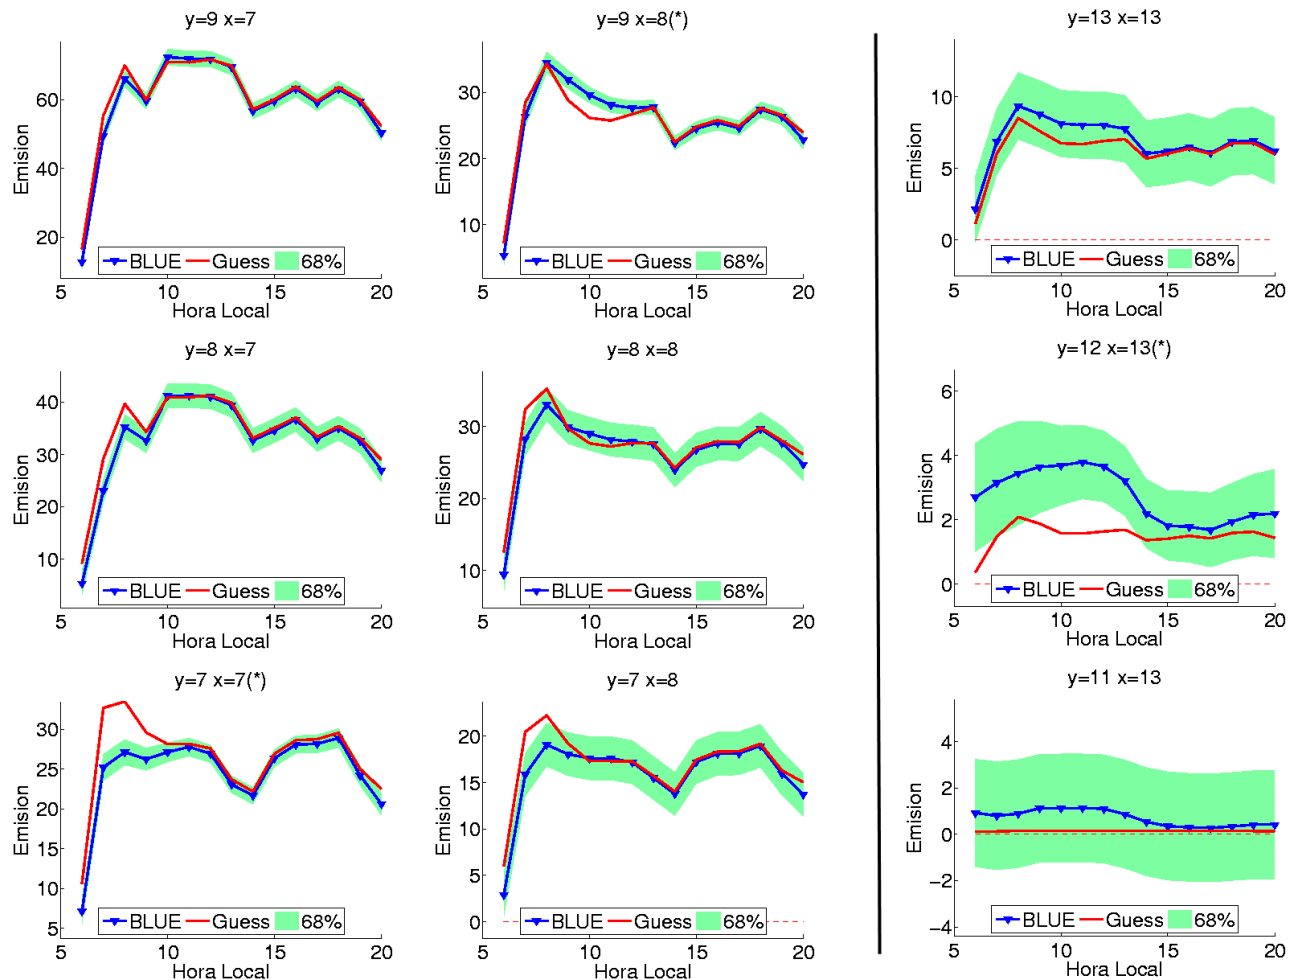 y=9 x=7
Emision
60
40
20
BLUE Guess 68%
5 10 15 20
Hora Local
y=9 x=8(*)
Emision
30
20
10
BLUE Guess 68%
5 10 15 20
Hora Local
y=13 x=13
Emision
10
5
0
BLUE Guess 68%
5 10 15 20
Hora Local
y=8 x=7
Emision
40
30
20
10
BLUE Guess 68%
5 10 15 20
Hora Local
y=8 x=8
Emision
30
20
10
BLUE Guess 68%
5 10 15 20
Hora Local
y=12 x=13(*)
Emision
6
4
2
0
BLUE Guess 68%
5 10 15 20
Hora Local
y=7 x=7(*)
Emision
30
25
20
15
10
5
BLUE Guess 68%
5 10 15 20
Hora Local
y=7 x=8
Emision
20
15
10
5
0
BLUE Guess 68%
5 10 15 20
Hora Local
y=11 x=13
Emision
4
2
0
−2
−4
BLUE Guess 68%
5 10 15 20
Hora Local